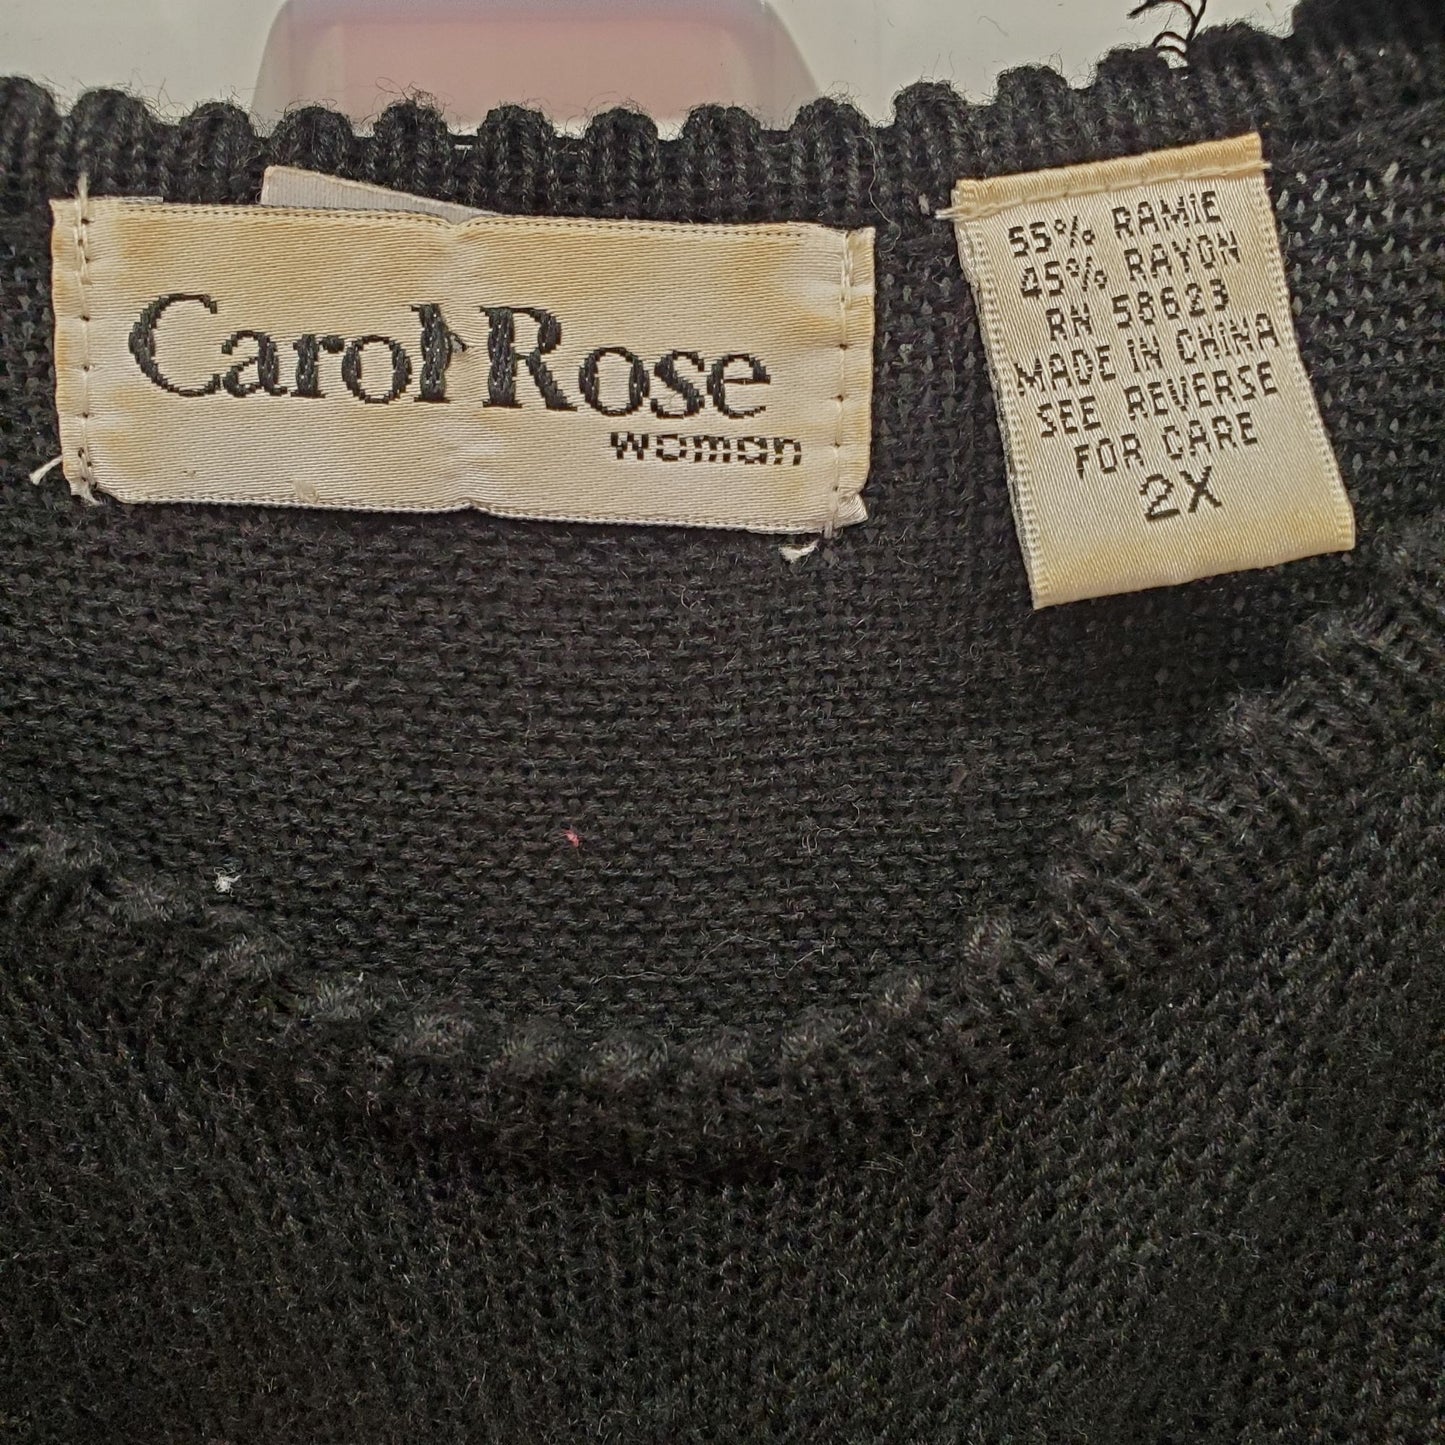 Carol Rose
woman
55% RAMIE
45% RAYON
RN 58623
MADE IN CHINA
SEE REVERSE
FOR CARE
2X